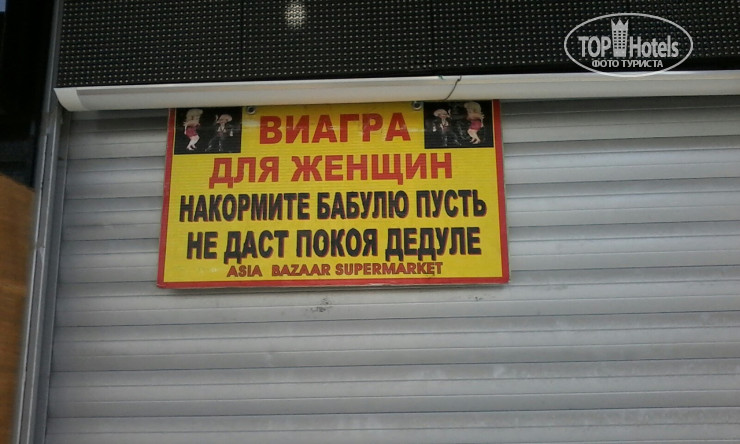 TOP Hotels
ФОТО ТУРИСТА
ВИАГРА
ДЛЯ ЖЕНЩИН
НАКОРМИТЕ БАБУЛЮ ПУСТЬ
НЕ ДАСТ ПОКОЯ ДЕДУЛЕ
ASIA BAZAAR SUPERMARKET